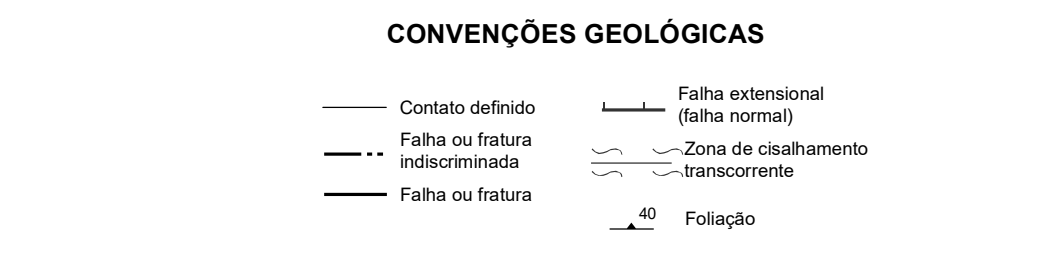 CONVENÇÕES GEOLÓGICAS
Contato definido
Falha ou fratura
indiscriminada
Falha ou fratura
Falha extensional
(falha normal)
Zona de cisalhamento
transcorrente
40
Foliação